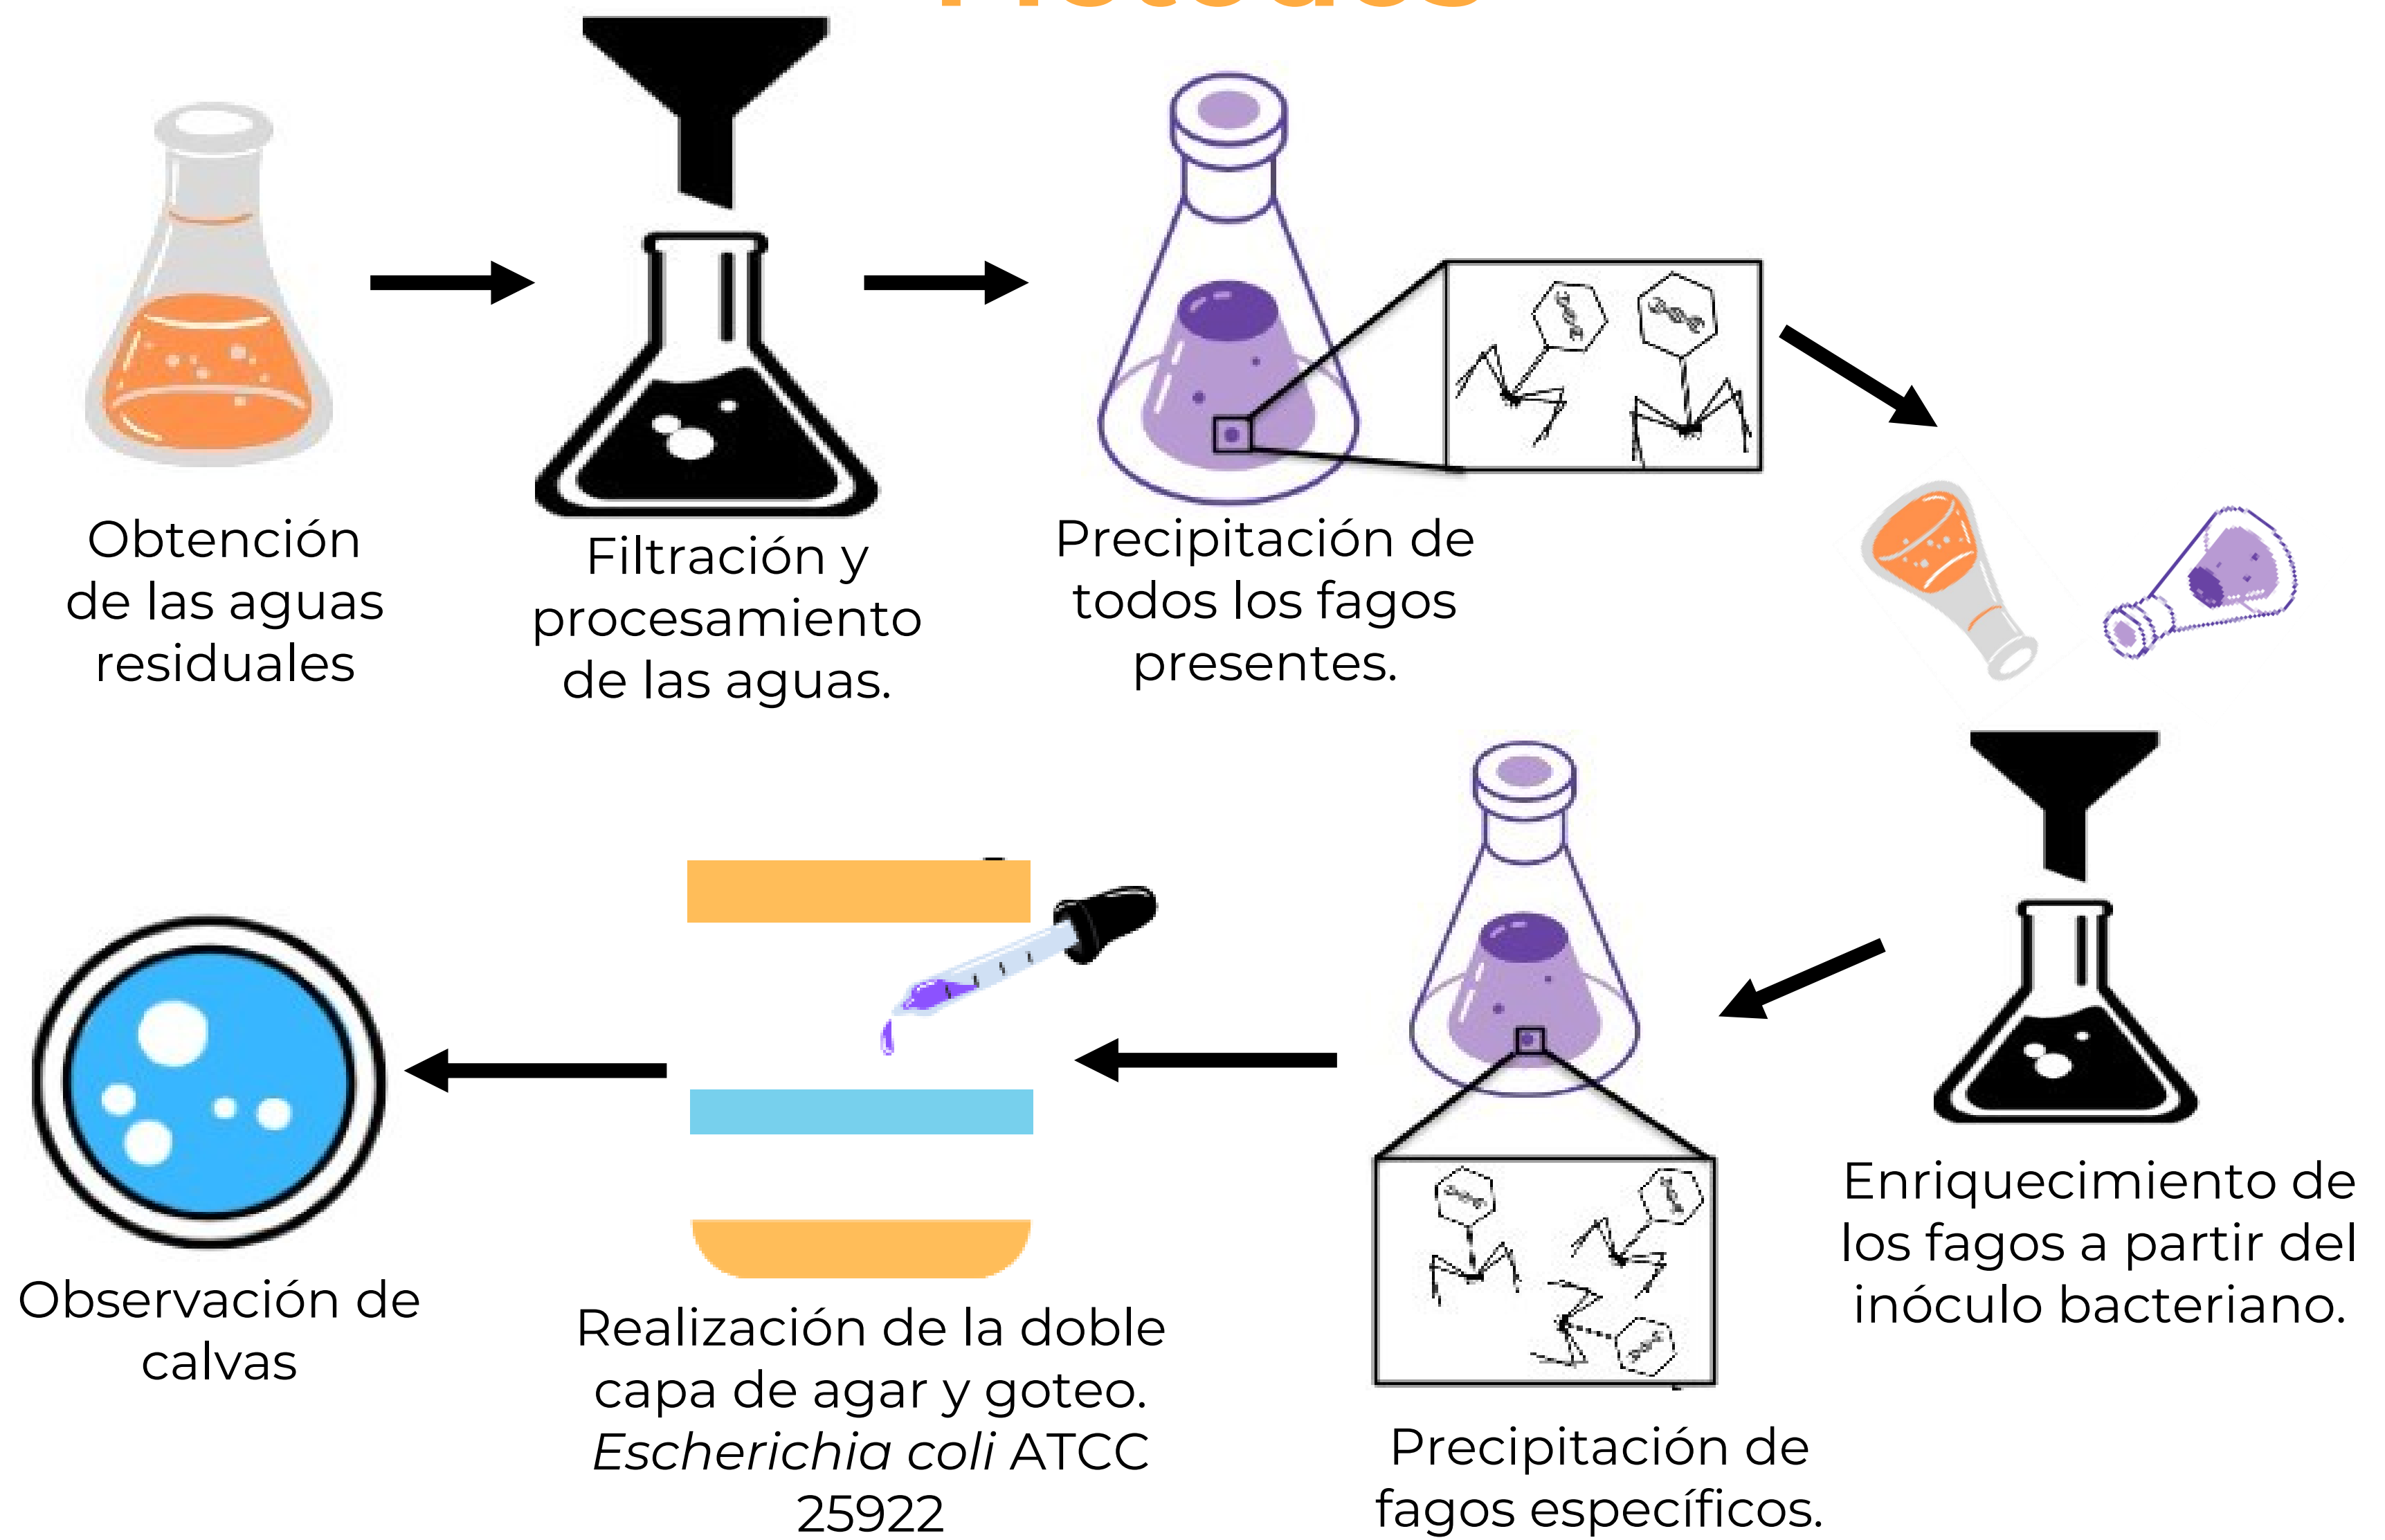 Obtención
de las aguas
residuales
Filtración y
procesamiento
de las aguas.
Precipitación de
todos los fagos
presentes.
Enriquecimiento de
los fagos a partir del
inóculo bacteriano.
Precipitación de
fagos específicos.
Realización de la doble
capa de agar y goteo.
Escherichia coli ATCC
25922
Observación de
calvas